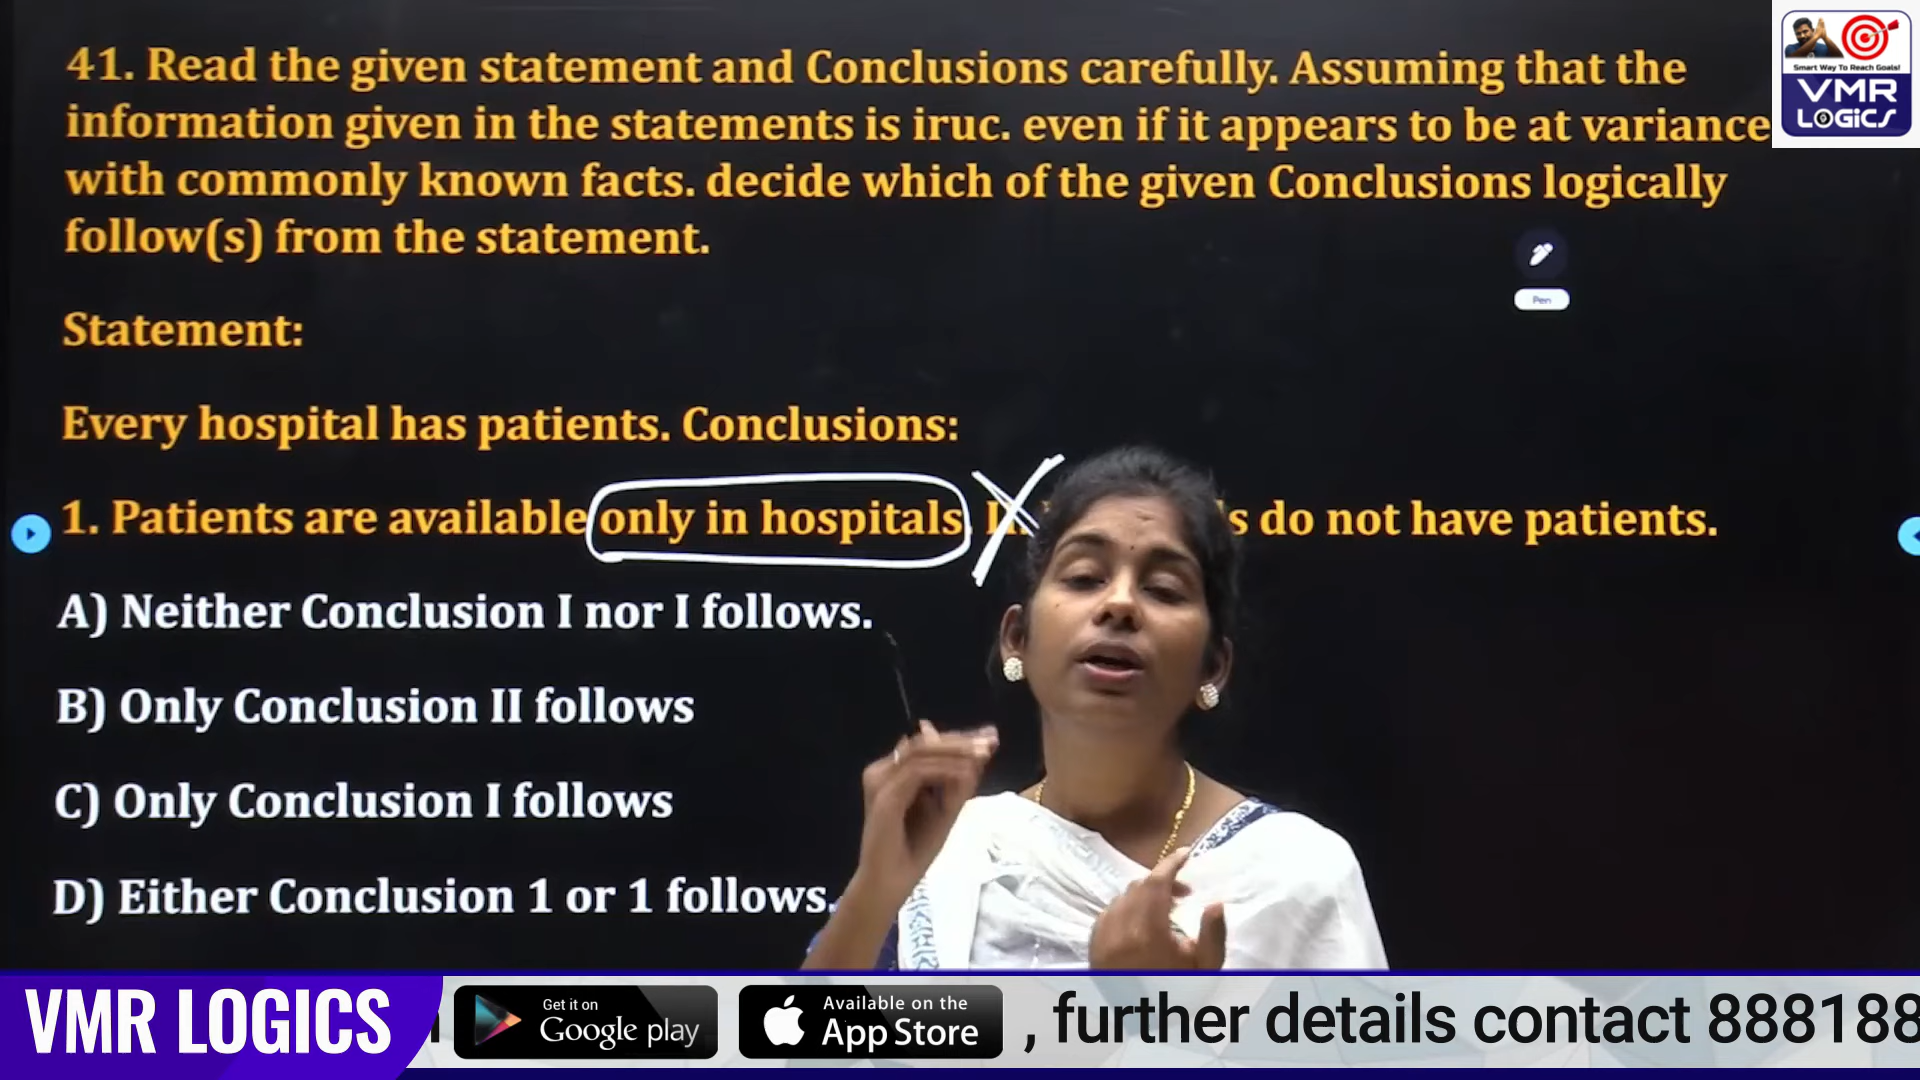 41. Read the given statement and Conclusions carefully. Assuming that the
information given in the statements is iruc. even if it appears to be at variance
with commonly known facts. decide which of the given Conclusions logically
follow(s) from the statement.
Statement:
Every hospital has patients. Conclusions:
1. Patients are available only in hospitals. do not have patients.
A) Neither Conclusion I nor I follows.
B) Only Conclusion II follows
C) Only Conclusion I follows
D) Either Conclusion 1 or 1 follows.
Smart Way To Reach Goals!
VMR
LOGICS
Pen
VMR LOGICS
Get it on
Google play
Available on the
App Store
, further details contact 888188